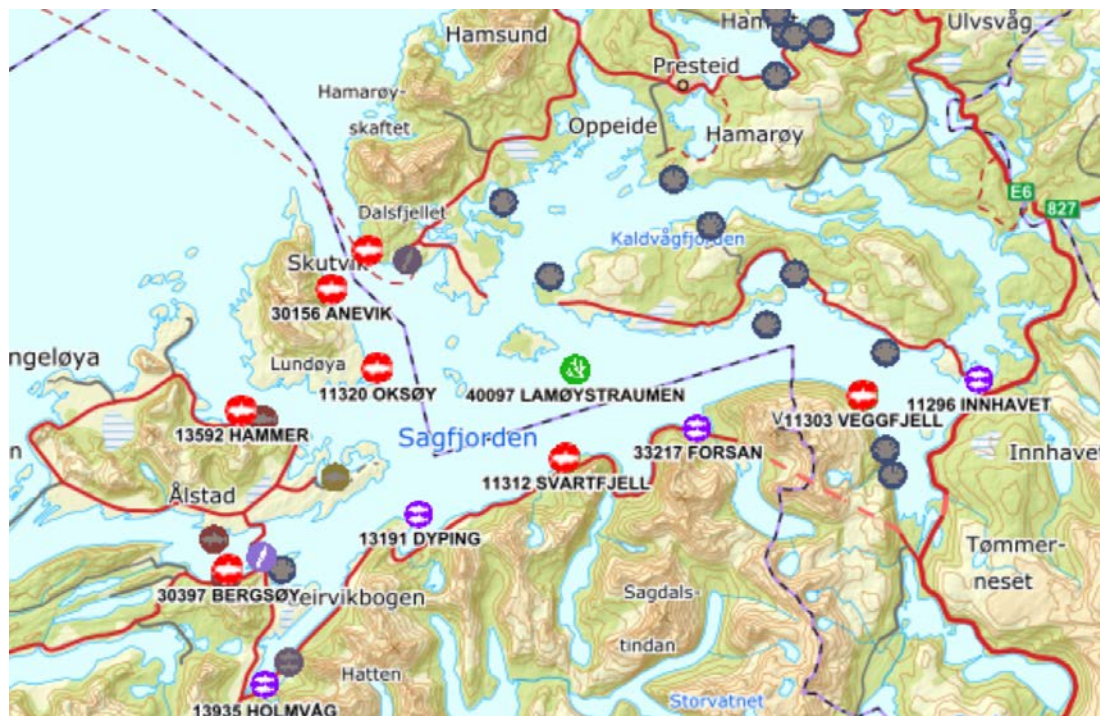 Hamsund
Ulvsvåg
Presteid
Hamarøy-
skaftet
Oppeide
Hamarøy
E6
827
Dalsfjellet
Kaldvågfjorden
Skutvik
30156 ANEVIK
ngeløya
Lundøya
11320 OKSØY
40097 LAMØYSTRAUMEN
11296 INNHAVET
13592 HAMMER
Sagfjorden
11303 VEGGFJELL
33217 FORSAN
Innhavet
11312 SVARTFJELL
Ålstad
13191 DYPING
Tømmer-
neset
30397 BERGSØY
eirvikbogen
Sagdals-
tindan
Hatten
Storvatnet
13935 HOLMVÅG